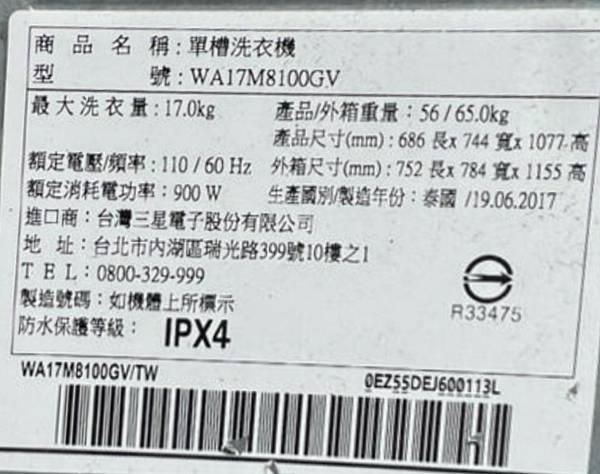 商品名稱:單槽洗衣機
型號:WA17M8100GV
最大洗衣量:17.0kg 產品/外箱重量:56/65.0kg
產品尺寸(mm):686 長x 744 寬x 1077 高
額定電壓/頻率:110/60 Hz 外箱尺寸(mm):752 長x 784 寬x 1155 高
額定消耗電功率:900 W 生產國別/製造年份:泰國 /19.06.2017
進口商:台灣三星電子股份有限公司
地 址:台北市內湖區瑞光路399號10樓之1
TEL:0800-329-999
製造號碼:如機體上所標示
R33475
防水保護等級: IPX4
WA17M8100GV/TW 0EZ55DEJ600113L